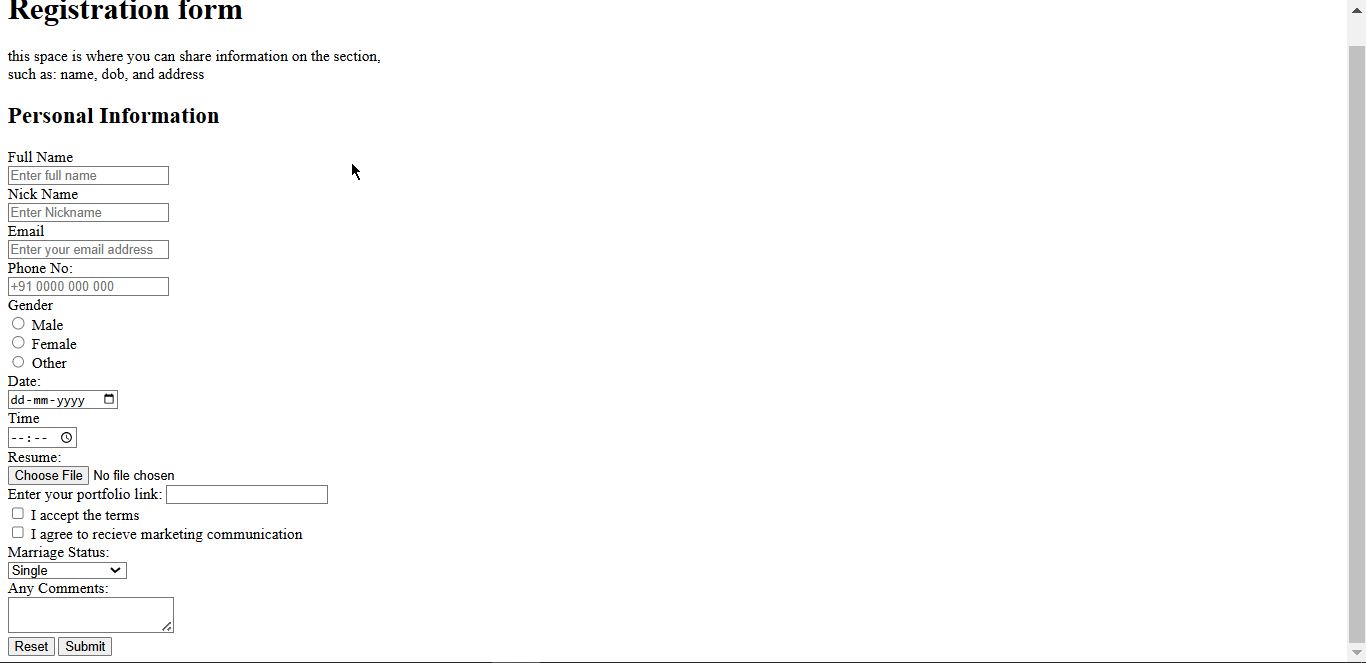 Registration form
this space is where you can share information on the section,
such as: name, dob, and address
Personal Information
Full Name
Enter full name
Nick Name
Enter Nickname
Email
Enter your email address
Phone No:
+91 0000 000 000
Gender
Male
Female
Other
Date:
dd-mm-yyyy
Time
--:--
Resume:
Choose File No file chosen
Enter your portfolio link:
I accept the terms
I agree to recieve marketing communication
Marriage Status:
Single
Any Comments:
Reset Submit